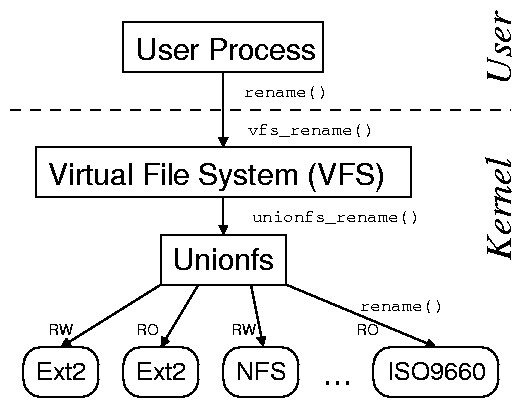 User Process
User
rename()
vfs_rename()
Virtual File System (VFS)
Kernel
unionfs_rename()
Unionfs
rename()
RW RO RW RO
Ext2 Ext2 NFS ... ISO9660